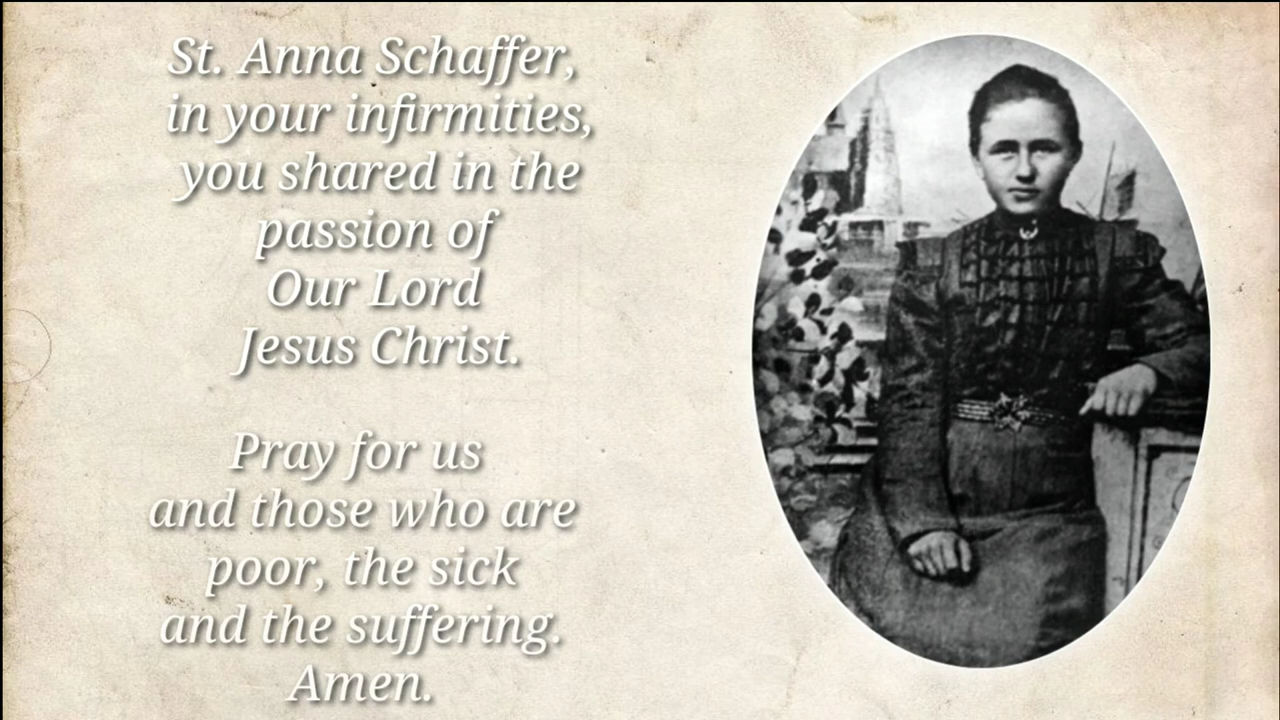 St. Anna Schaffer,
in your infirmities,
you shared in the
passion of
Our Lord
Jesus Christ.
Pray for us
and those who are
poor, the sick
and the suffering.
Amen.